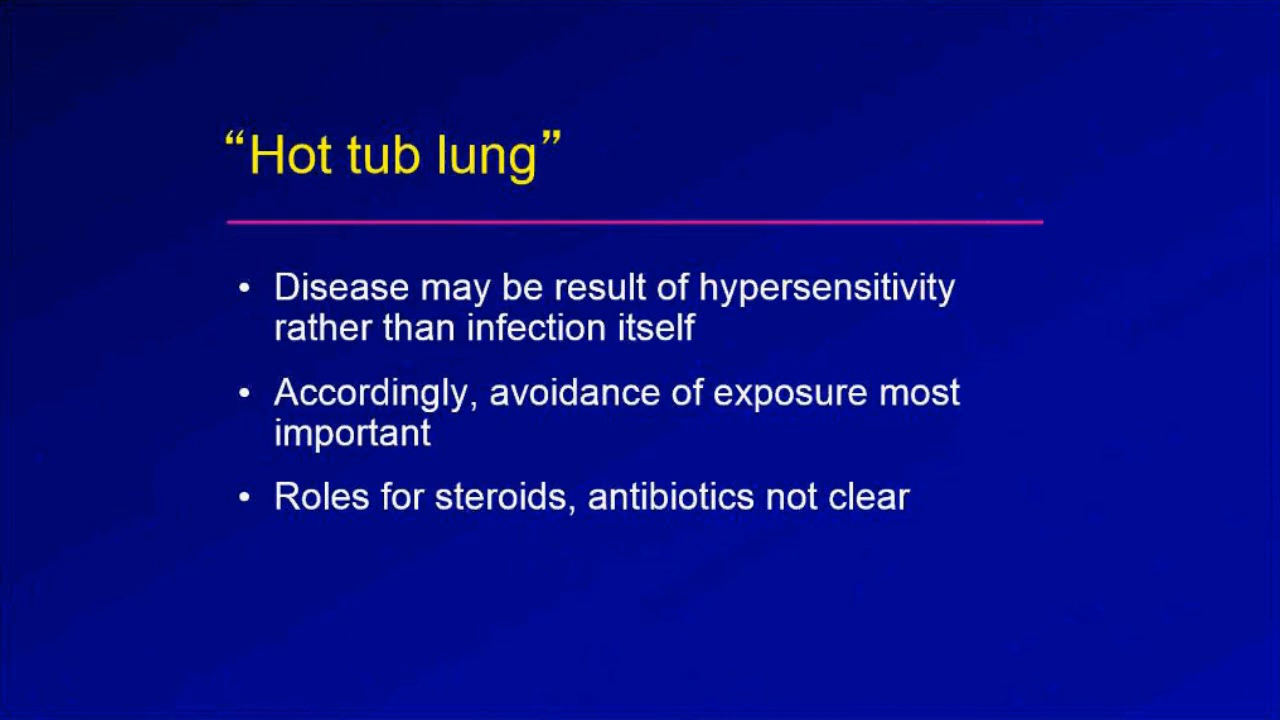 “Hot tub lung”
• Disease may be result of hypersensitivity
rather than infection itself
• Accordingly, avoidance of exposure most
important
• Roles for steroids, antibiotics not clear